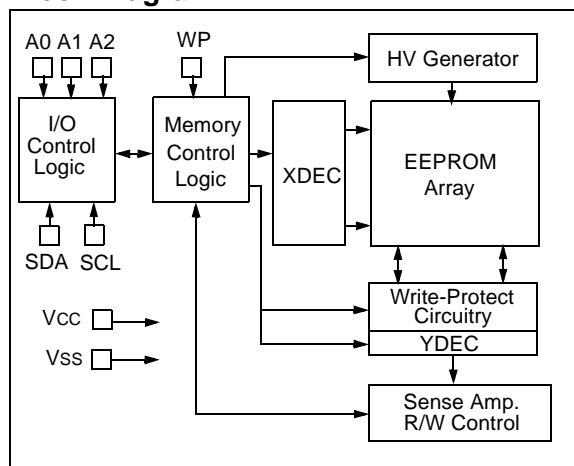 A0 A1 A2
WP
HV Generator
I/O
Control
Logic
Memory
Control
Logic
XDEC
EEPROM
Array
SDA SCL
Write-Protect
Circuitry
YDEC
VCC
VSS
Sense Amp.
R/W Control